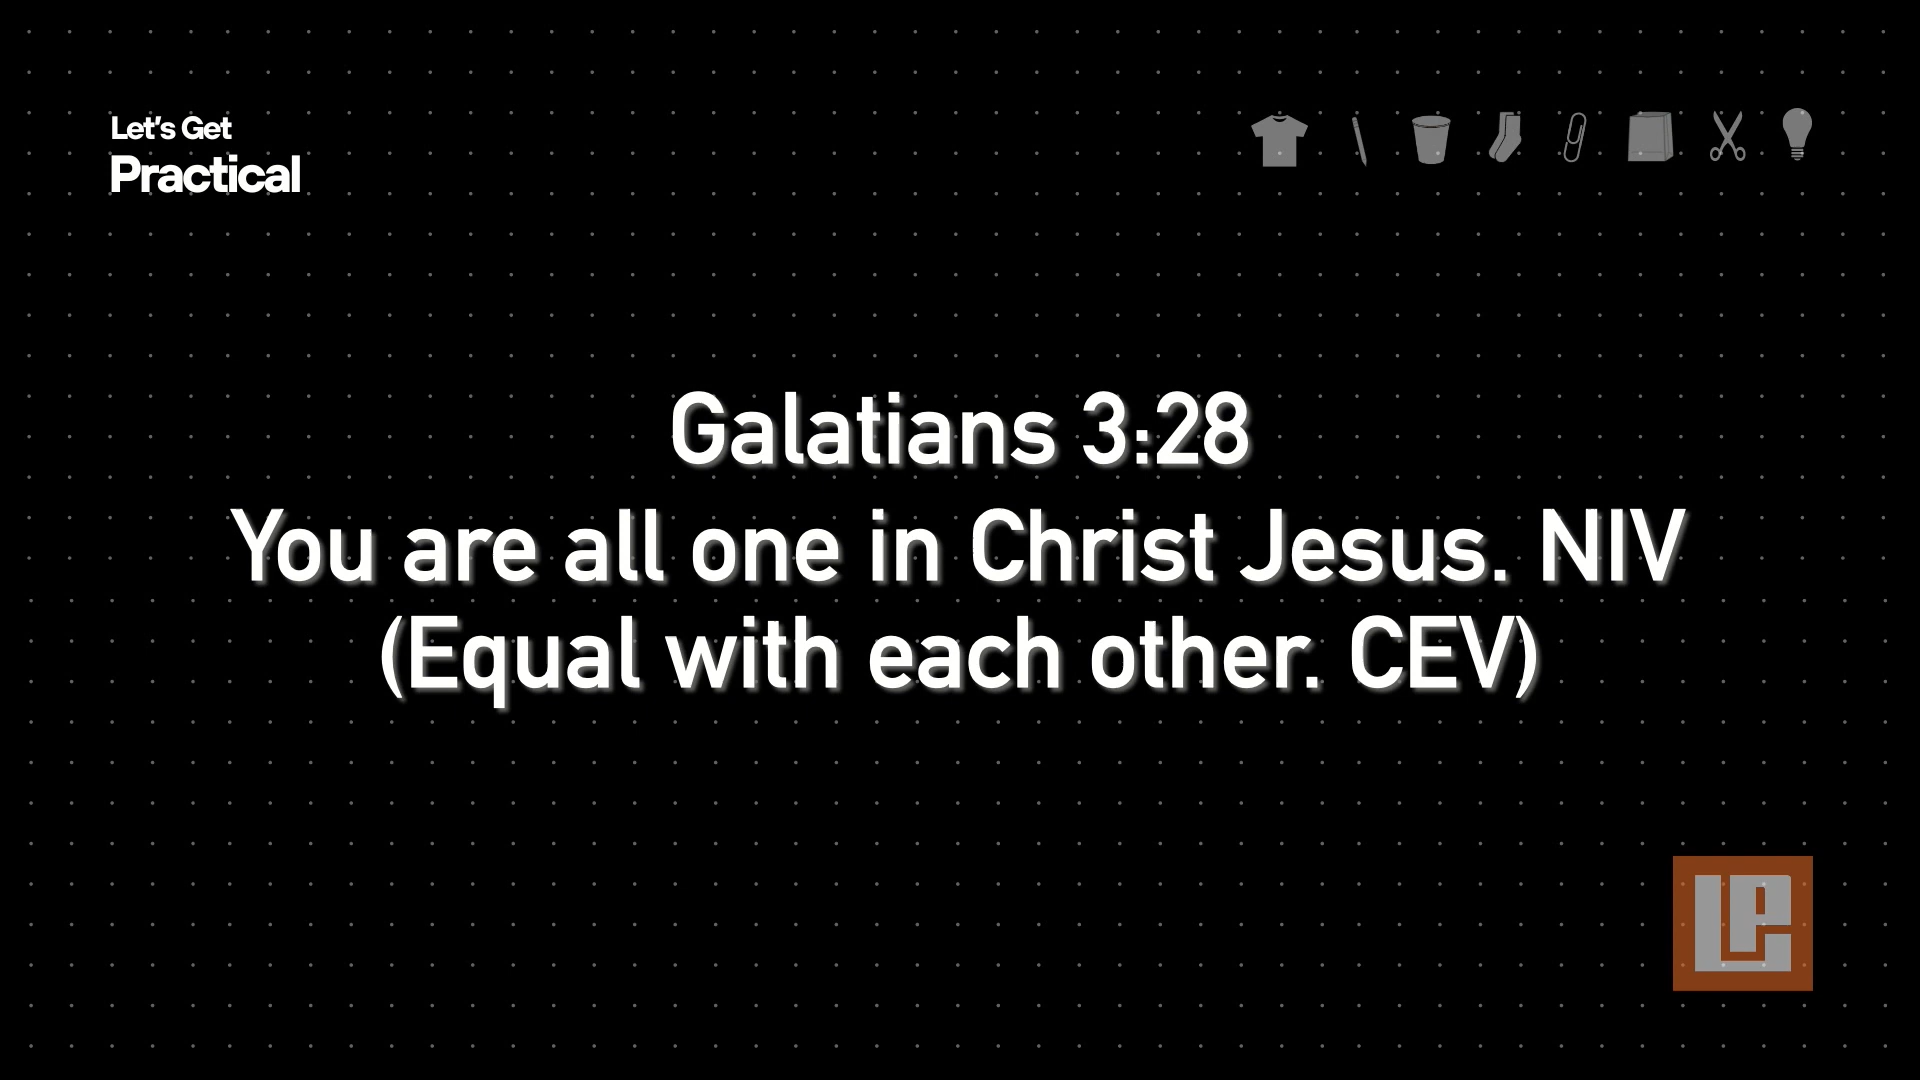 Let's Get
Practical
Galatians 3:28
You are all one in Christ Jesus. NIV
(Equal with each other. CEV)
LP